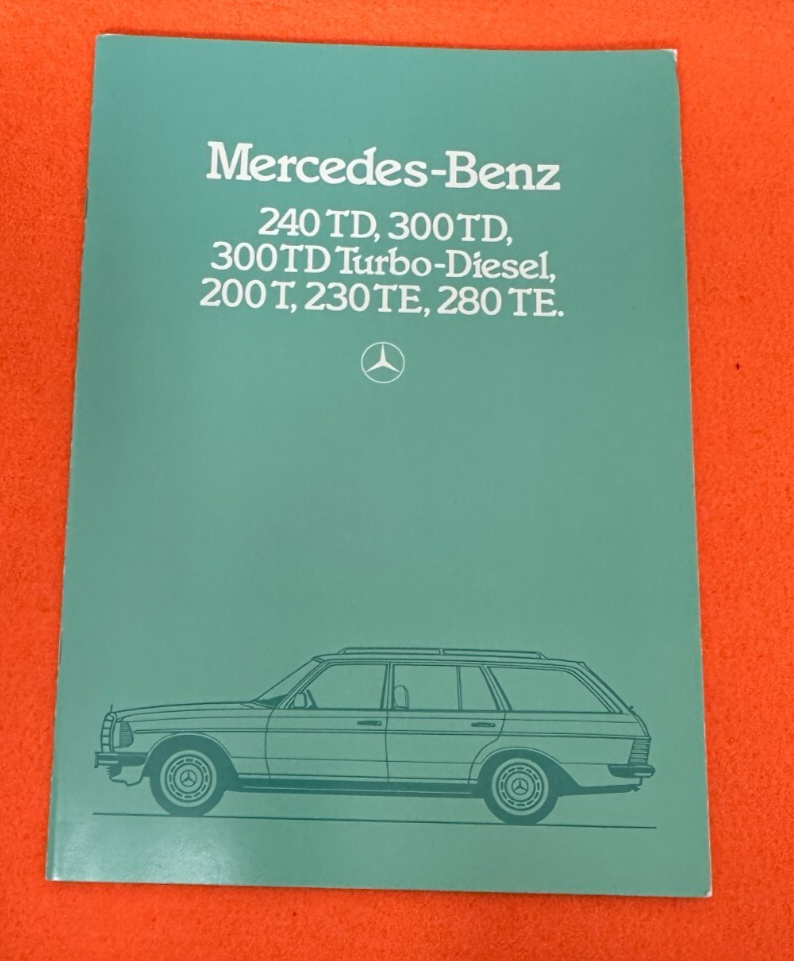 Mercedes-Benz
240 TD, 300 TD,
300 TD Turbo-Diesel,
200 T, 230 TE, 280 TE.